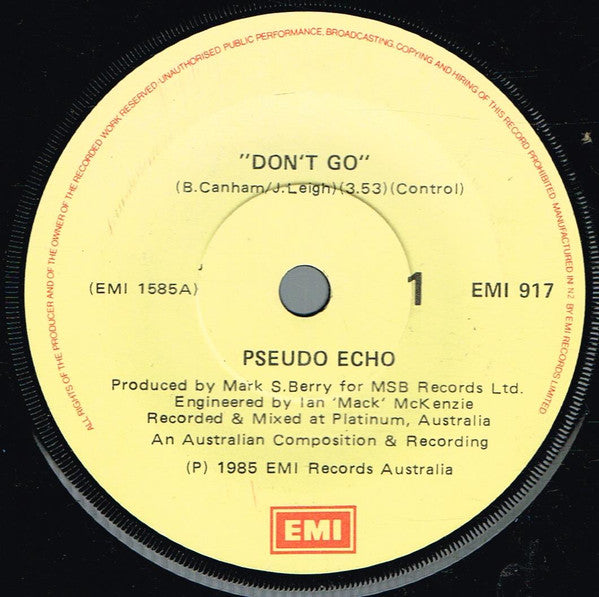 ALL RIGHTS OF THE PRODUCER AND OF THE OWNER OF THE RECORDED WORK RESERVED·UNAUTHORISED PUBLIC PERFORMANCE, BROADCASTING, COPYING AND HIRING OF THIS RECORD PROHIBITED. MANUFACTURED IN NZ BY EMI RECORDS LIMITED
"DON'T GO"
(B.Canham/J.Leigh)(3.53)(Control)
(EMI 1585A) 1 EMI 917
PSEUDO ECHO
Produced by Mark S.Berry for MSB Records Ltd.
Engineered by Ian 'Mack' McKenzie
Recorded & Mixed at Platinum, Australia
An Australian Composition & Recording
(P) 1985 EMI Records Australia
EMI